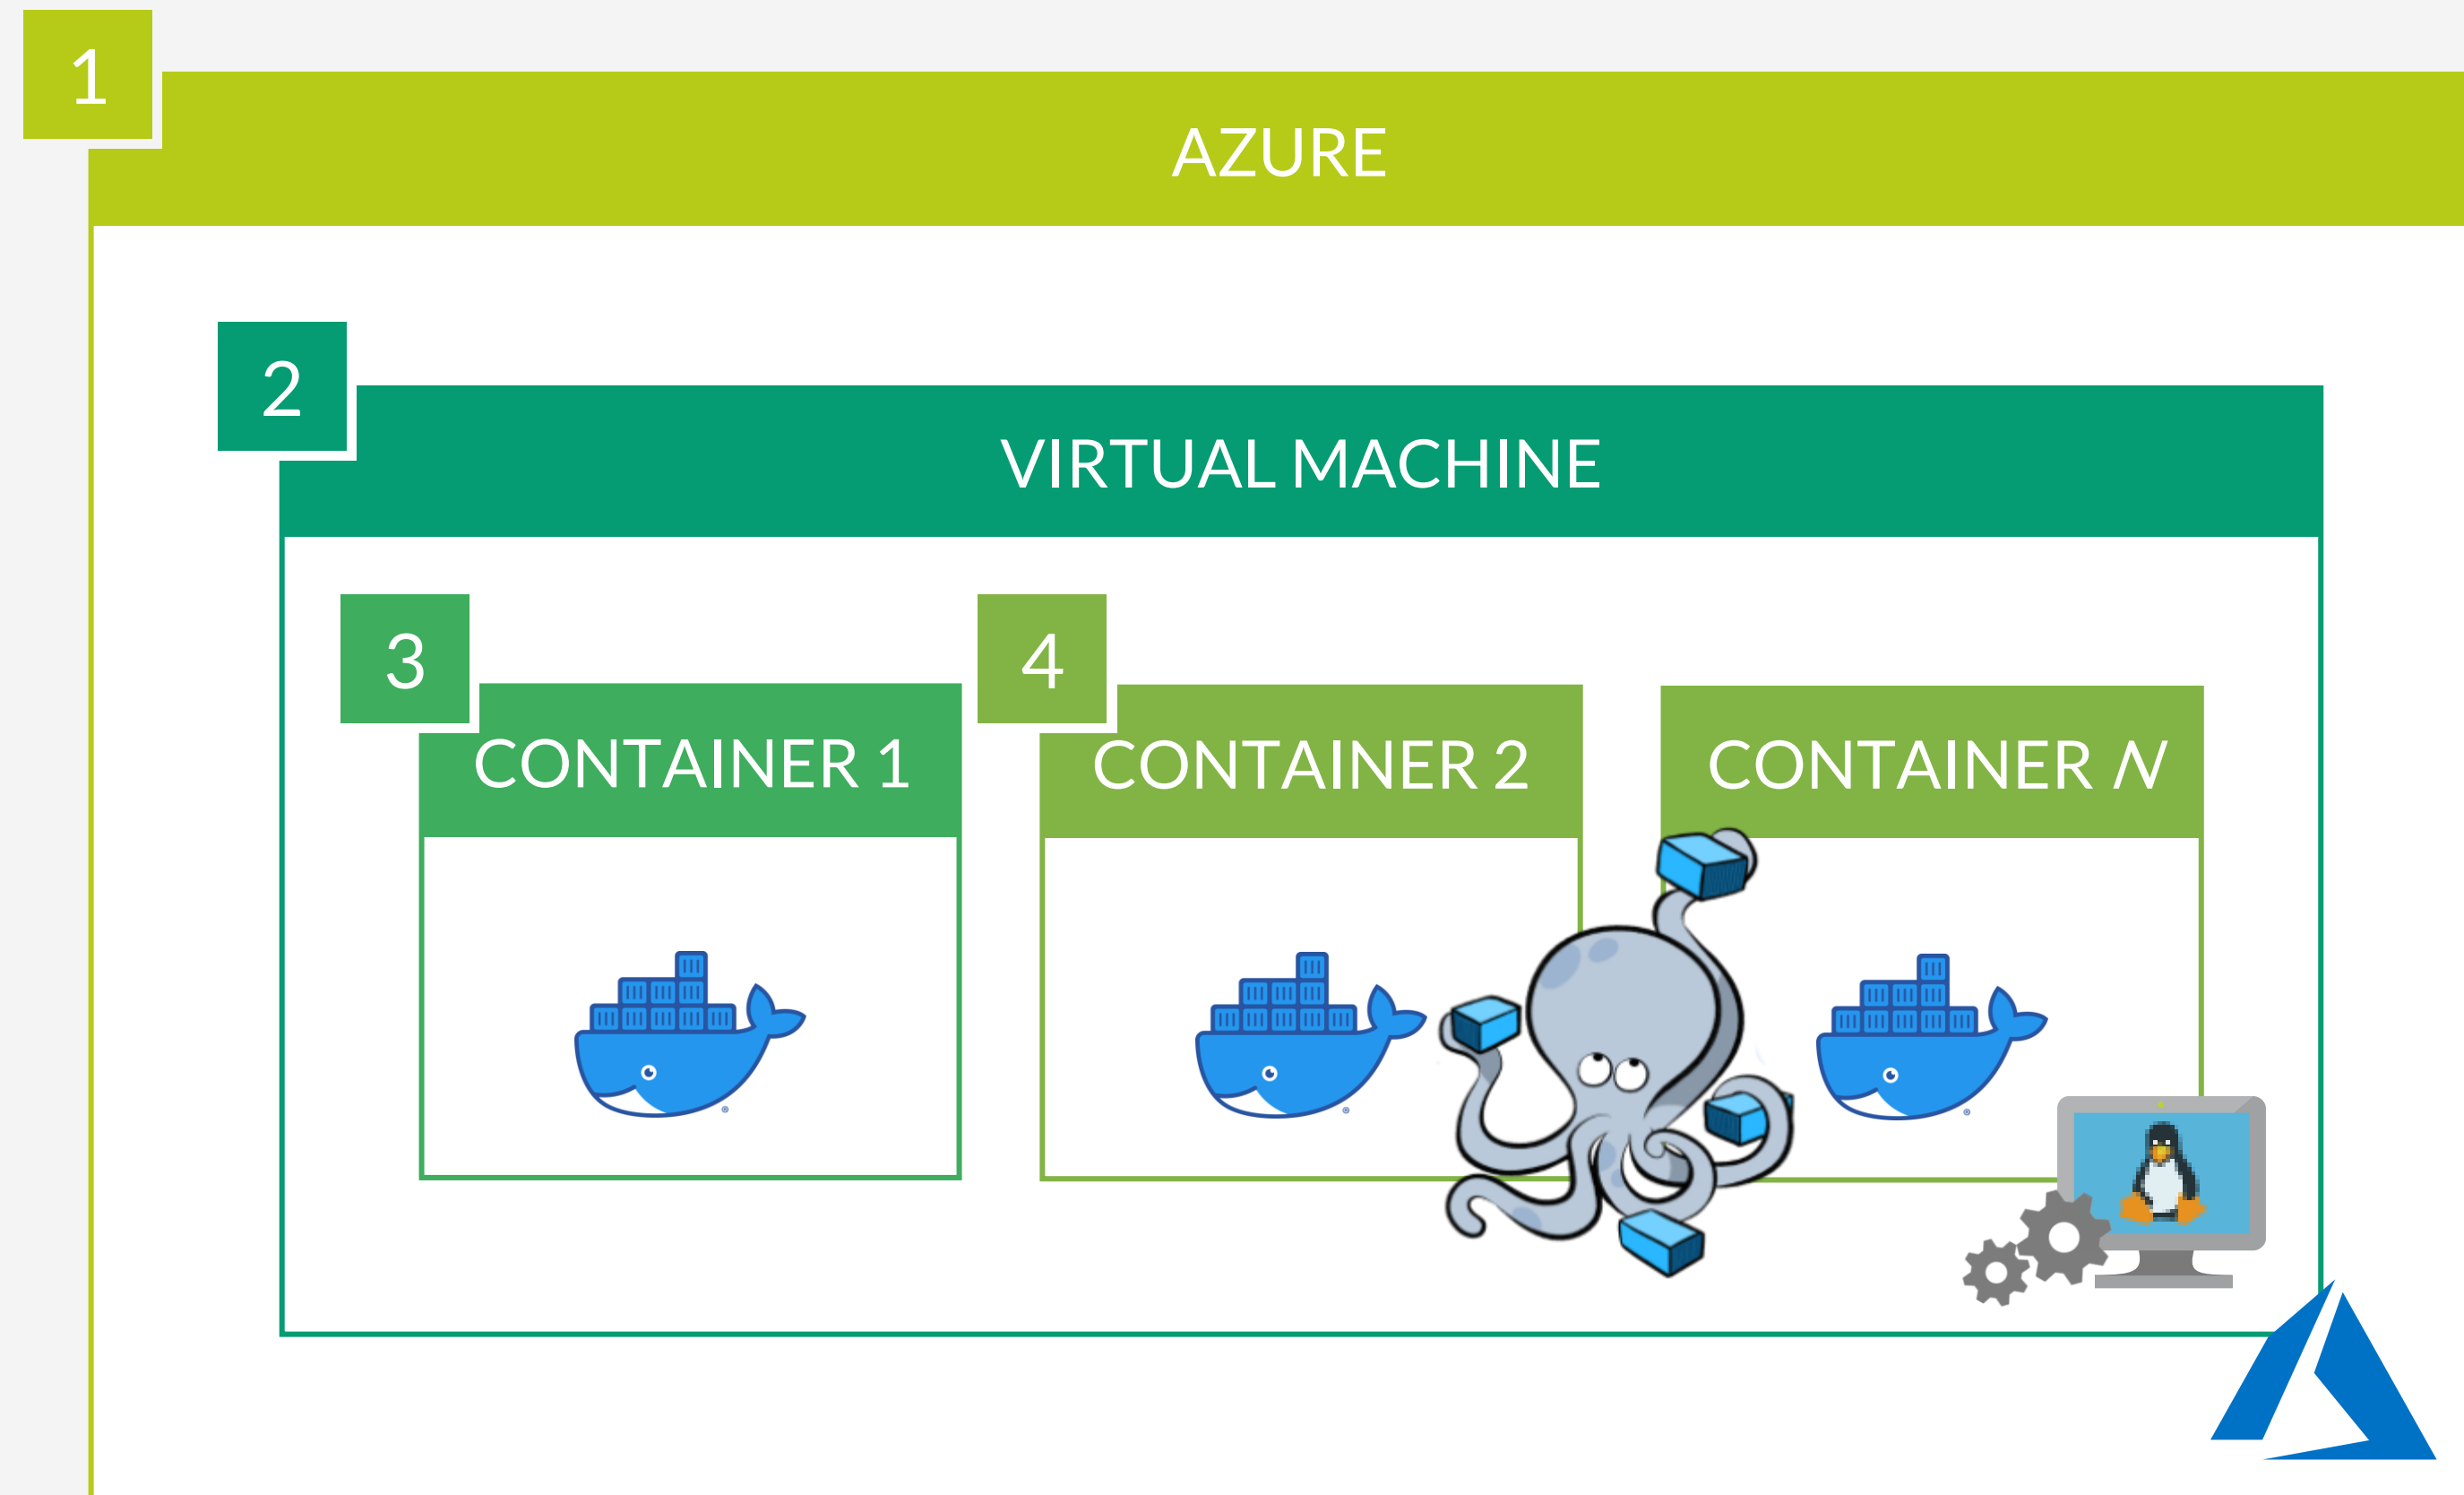 1
AZURE
2
VIRTUAL MACHINE
3
4
CONTAINER 1
CONTAINER 2
CONTAINER N